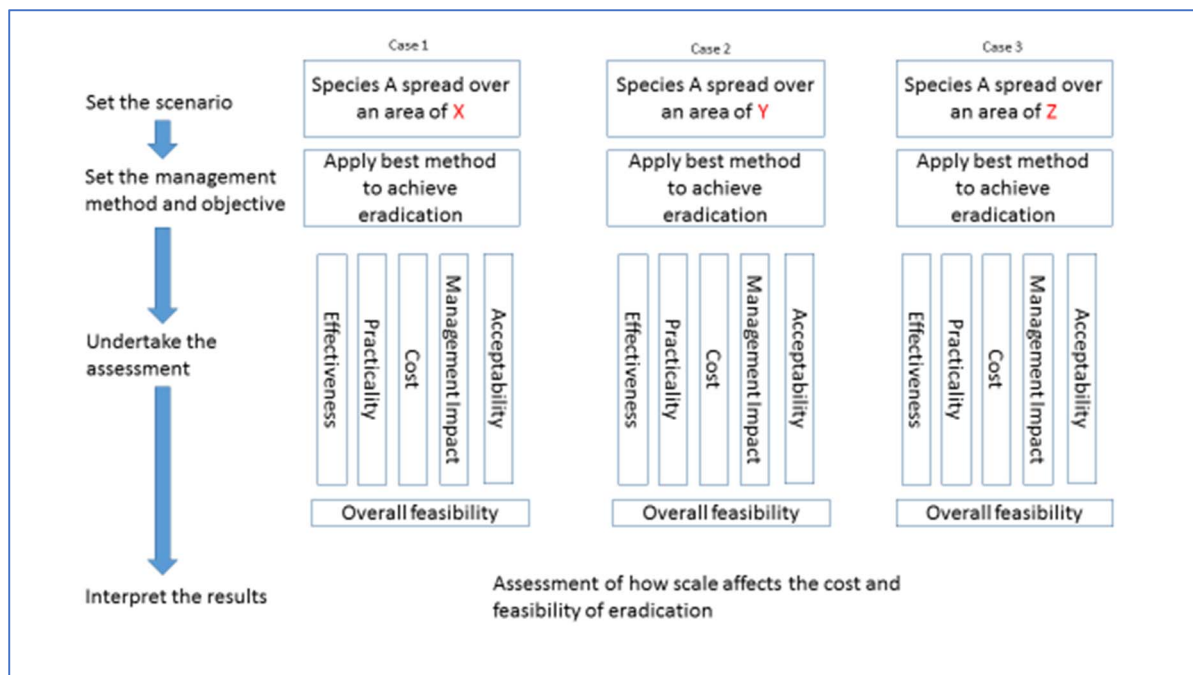 Case 1
Case 2
Case 3
Set the scenario
Species A spread over
an area of X
Species A spread over
an area of Y
Species A spread over
an area of Z
Set the management
method and objective
Apply best method
to achieve
eradication
Apply best method
to achieve
eradication
Apply best method
to achieve
eradication
Undertake the
assessment
Effectiveness
Practicality
Cost
Management Impact
Acceptability
Effectiveness
Practicality
Cost
Management Impact
Acceptability
Effectiveness
Practicality
Cost
Management Impact
Acceptability
Overall feasibility
Overall feasibility
Overall feasibility
Interpret the results
Assessment of how scale affects the cost and
feasibility of eradication